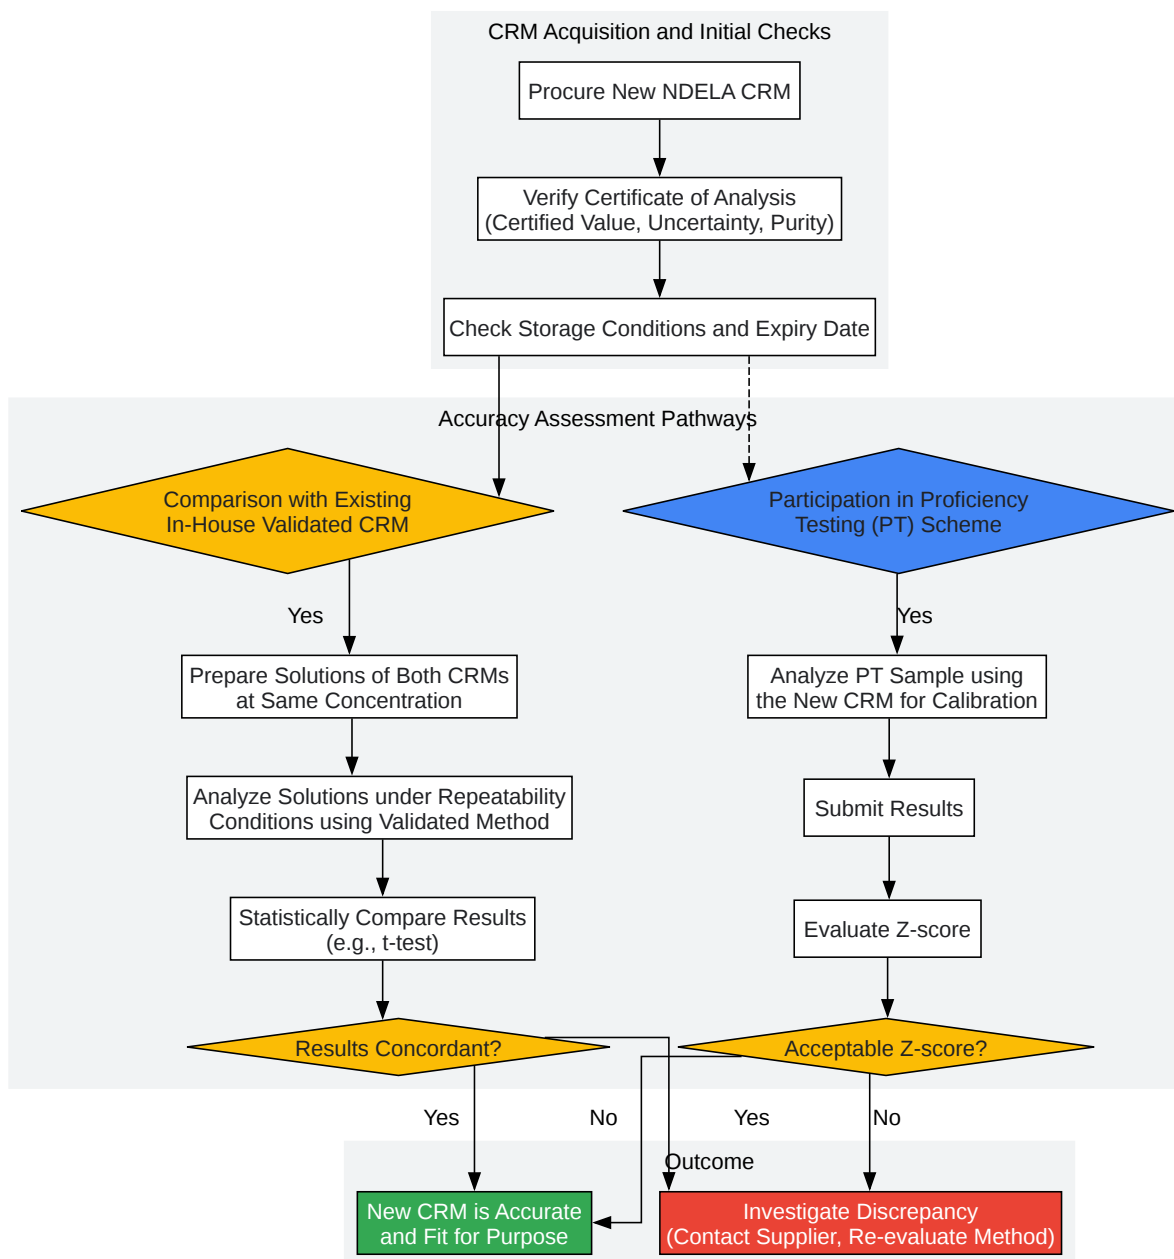 CRM Acquisition and Initial Checks
Procure New NDELA CRM
Verify Certificate of Analysis
(Certified Value, Uncertainty, Purity)
Check Storage Conditions and Expiry Date
Accuracy Assessment Pathways
Comparison with Existing
In-House Validated CRM
Participation in Proficiency
Testing (PT) Scheme
Yes
Yes
Prepare Solutions of Both CRMs
at Same Concentration
Analyze PT Sample using
the New CRM for Calibration
Analyze Solutions under Repeatability
Conditions using Validated Method
Submit Results
Statistically Compare Results
(e.g., t-test)
Evaluate Z-score
Results Concordant?
Acceptable Z-score?
Yes
No
Yes
No
Outcome
New CRM is Accurate
and Fit for Purpose
Investigate Discrepancy
(Contact Supplier, Re-evaluate Method)